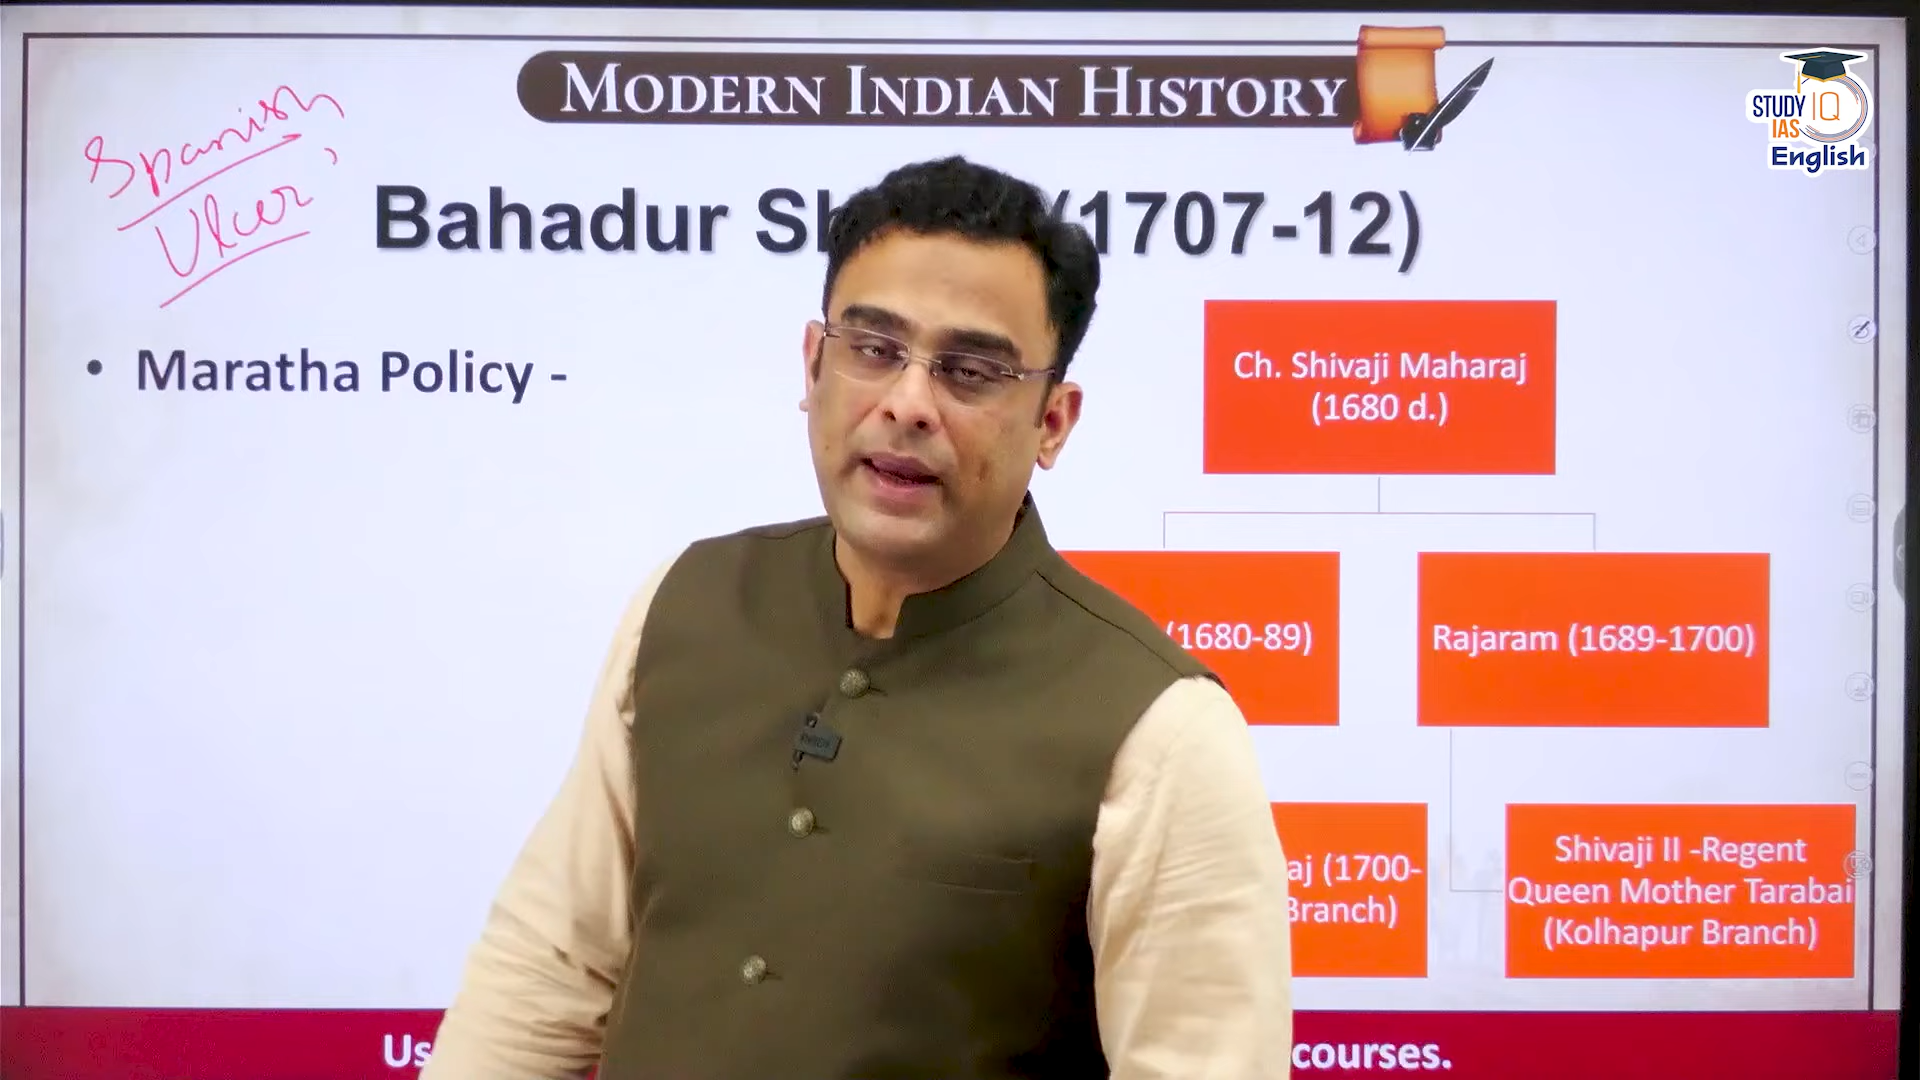 MODERN INDIAN HISTORY
STUDY IQ
IAS
English
Spanish
Ulcer
Bahadur Sh (1707-12)
• Maratha Policy -
Ch. Shivaji Maharaj
(1680 d.)
(1680-89)
Rajaram (1689-1700)
aj (1700-
Branch)
Shivaji II -Regent
Queen Mother Tarabai
(Kolhapur Branch)
Us courses.